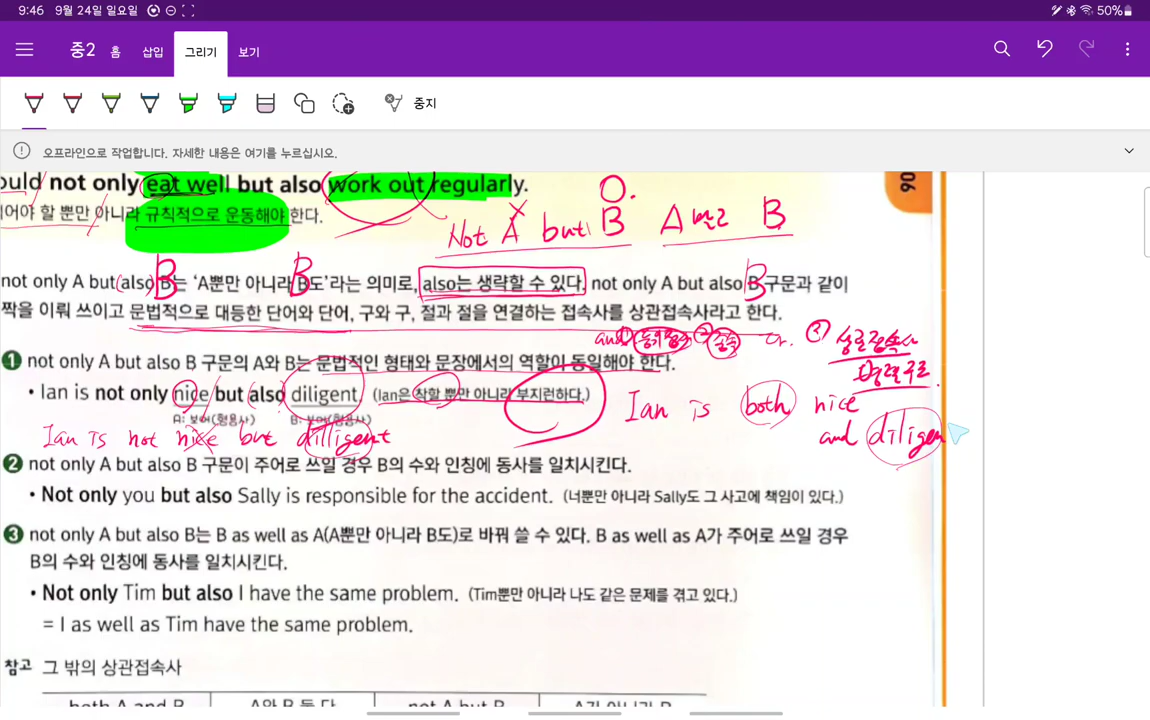 9:46 9월 24일 일요일 50%
중2 홈 삽입 그리기 보기
중지
오프라인으로 작업합니다. 자세한 내용은 여기를 누르십시오.
ould not only eat well but also work out regularly.
06
어야 할 뿐만 아니라 규칙적으로 운동해야 한다.
O.
Not A but B A 말고 B
not only A but (also) B는 ‘A뿐만 아니라 B도’라는 의미로, also는 생략할 수 있다. not only A but also B 구문과 같이
짝을 이뤄 쓰이고 문법적으로 대등한 단어와 단어, 구와 구, 절과 절을 연결하는 접속사를 상관접속사라고 한다.
and ① ② 다. ③ 상관접속사
병렬구조
❶ not only A but also B 구문의 A와 B는 문법적인 형태와 문장에서의 역할이 동일해야 한다.
• Ian is not only nice but also diligent. (Ian은 착할 뿐만 아니라 부지런하다.)
A: 보어(형용사) B: 보어(형용사)
Ian is both nice
and diligen
Ian is not nice but dilligent
❷ not only A but also B 구문이 주어로 쓰일 경우 B의 수와 인칭에 동사를 일치시킨다.
• Not only you but also Sally is responsible for the accident. (너뿐만 아니라 Sally도 그 사고에 책임이 있다.)
❸ not only A but also B는 B as well as A(A뿐만 아니라 B도)로 바꿔 쓸 수 있다. B as well as A가 주어로 쓰일 경우
B의 수와 인칭에 동사를 일치시킨다.
• Not only Tim but also I have the same problem. (Tim뿐만 아니라 나도 같은 문제를 겪고 있다.)
= I as well as Tim have the same problem.
참고 그 밖의 상관접속사
both A and B A와 B 둘 다 not A but B A가 아니라 B